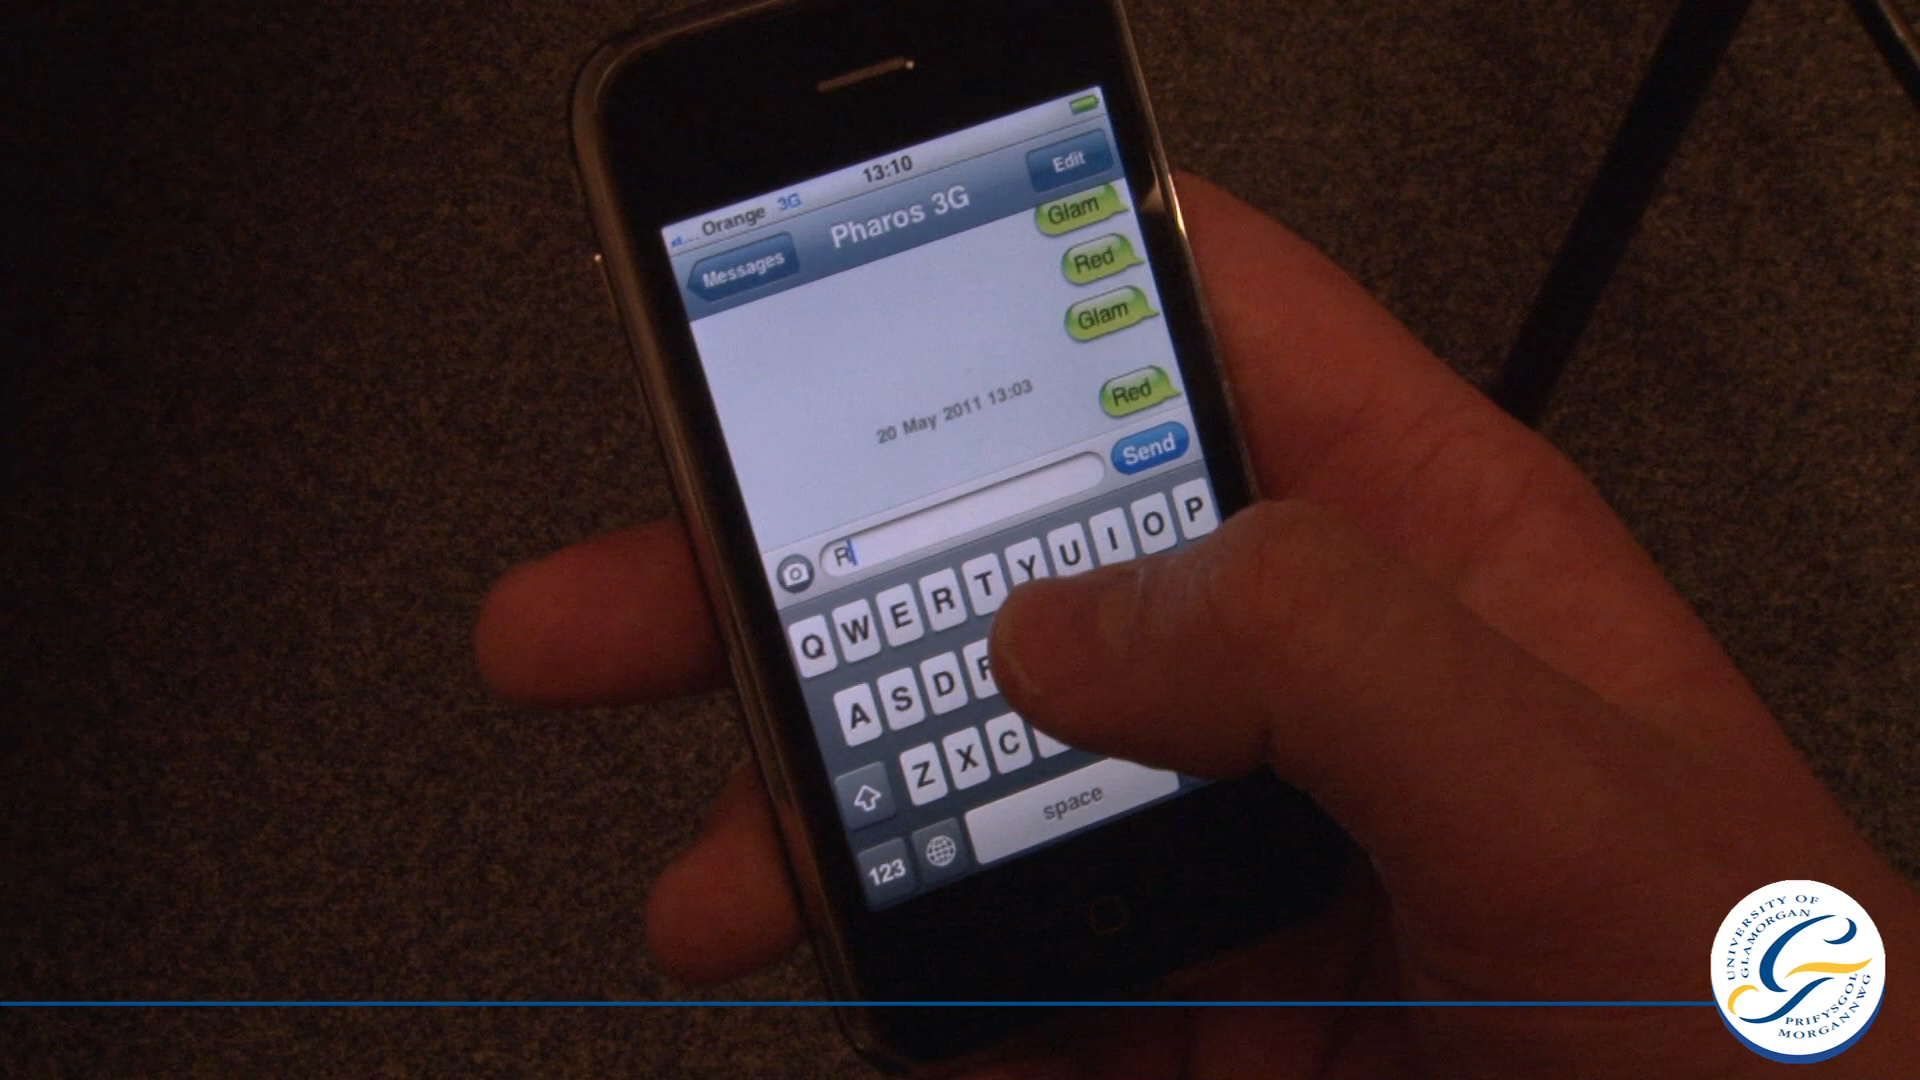 Orange 3G 13:10
Messages Pharos 3G Edit
Glam
Red
Glam
20 May 2011 13:03
Red
R Send
Q W E R T Y U I O P
A S D F
Z X C
123 space
UNIVERSITY OF
GLAMORGAN
PRIFYSGOL
MORGANNWG